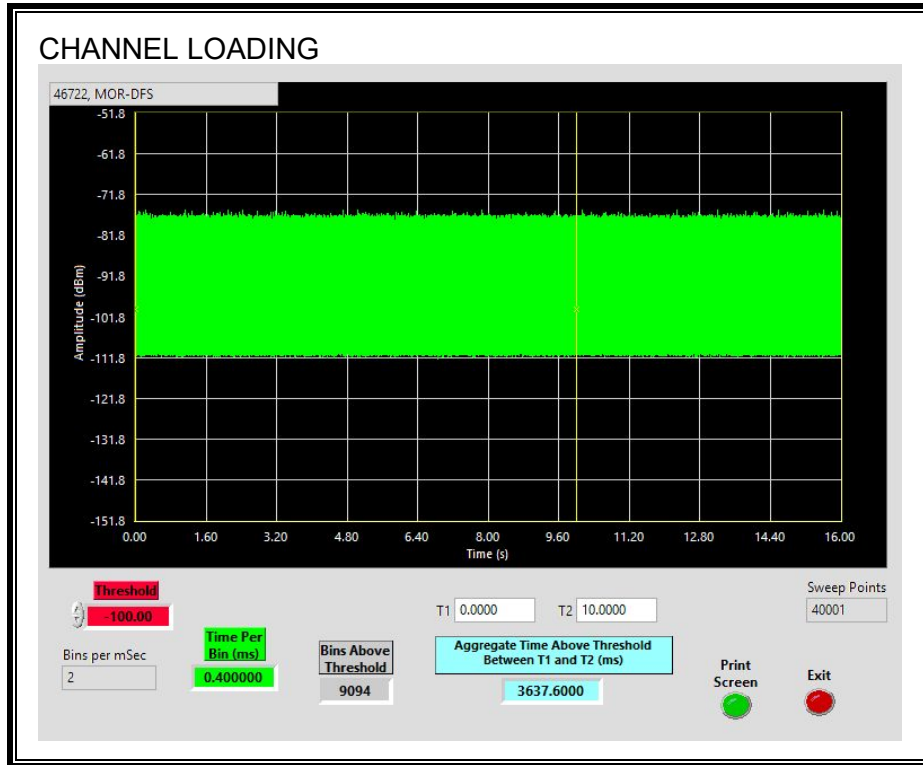 CHANNEL LOADING
46722, MOR-DFS
-51.8
-61.8
-71.8
-81.8
-91.8
-101.8
-111.8
-121.8
-131.8
-141.8
-151.8
Amplitude (dBm)
0.00 1.60 3.20 4.80 6.40 8.00 9.60 11.20 12.80 14.40 16.00
Time (s)
Threshold
-100.00
Bins per mSec
2
Time Per
Bin (ms)
0.400000
Bins Above
Threshold
9094
T1 0.0000 T2 10.0000
Aggregate Time Above Threshold
Between T1 and T2 (ms)
3637.6000
Sweep Points
40001
Print
Screen
Exit